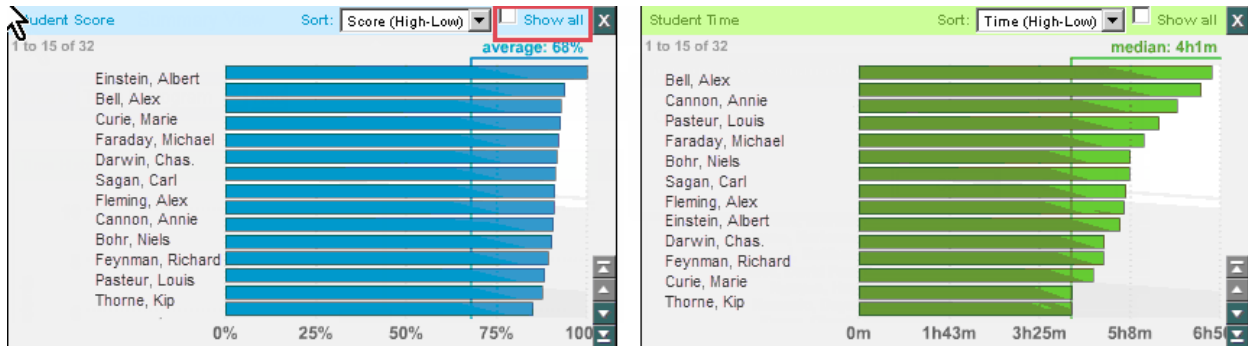 Student Score Sort: Score (High-Low) Show all X
1 to 15 of 32
average: 68%
Einstein, Albert
Bell, Alex
Curie, Marie
Faraday, Michael
Darwin, Chas.
Sagan, Carl
Fleming, Alex
Cannon, Annie
Bohr, Niels
Feynman, Richard
Pasteur, Louis
Thorne, Kip
0% 25% 50% 75% 100
Student Time Sort: Time (High-Low) Show all X
1 to 15 of 32
median: 4h1m
Bell, Alex
Cannon, Annie
Pasteur, Louis
Faraday, Michael
Bohr, Niels
Sagan, Carl
Fleming, Alex
Einstein, Albert
Darwin, Chas.
Feynman, Richard
Curie, Marie
Thorne, Kip
0m 1h43m 3h25m 5h8m